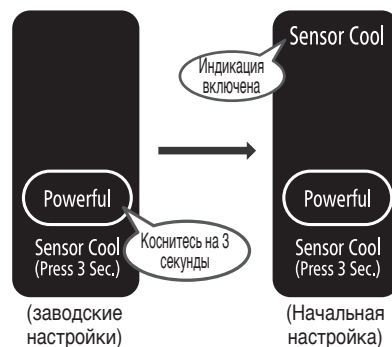 Powerful
Sensor Cool
(Press 3 Sec.)
Коснитесь на 3
секунды
(заводские
настройки)
Sensor Cool
Индикация
включена
Powerful
Sensor Cool
(Press 3 Sec.)
(Начальная
настройка)